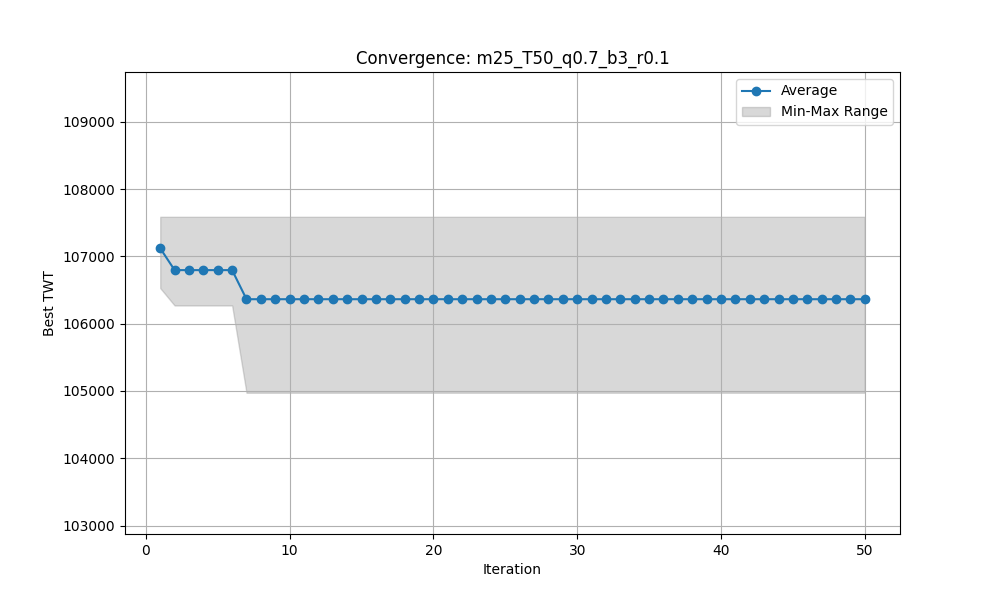 Convergence: m25_T50_q0.7_b3_r0.1
Average
Min-Max Range
109000
108000
107000
106000
105000
104000
103000
Best TWT
0 10 20 30 40 50
Iteration